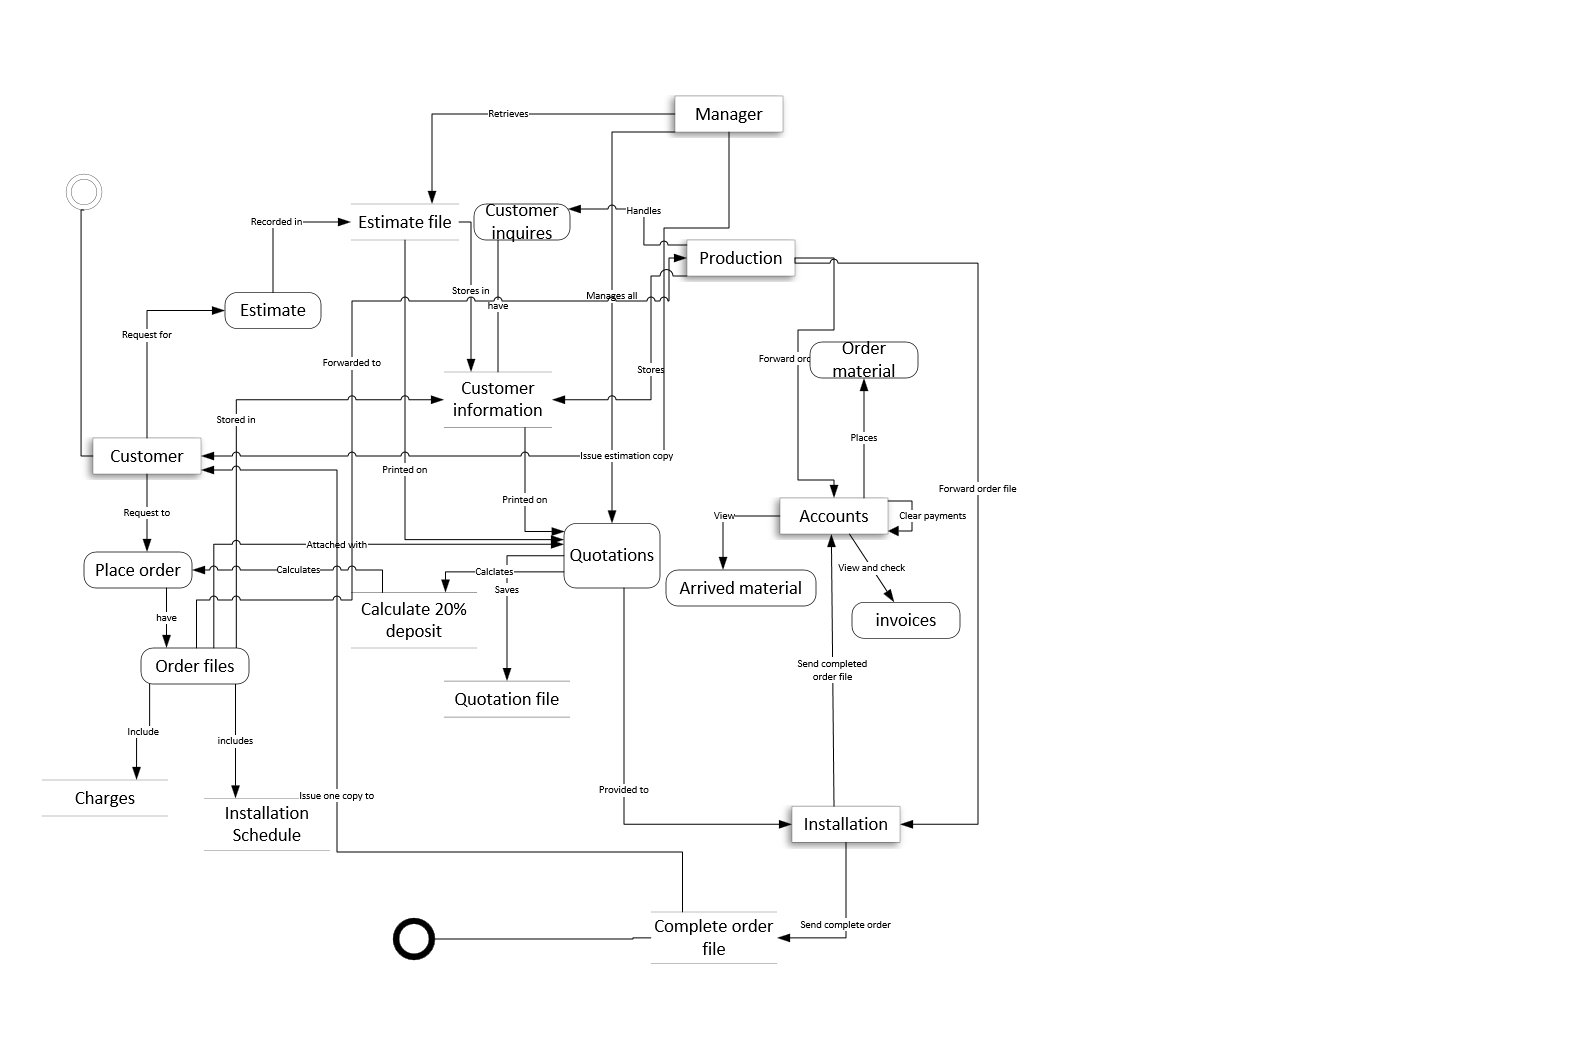 Manager
Retrieves
Customer
inquires
Handles
Estimate file
Recorded in
Production
Stores in
Manages all
have
Estimate
Request for
Order
material
Forward ord
Forwarded to
Stores
Customer
information
Stored in
Places
Customer
Issue estimation copy
Printed on
Forward order file
Printed on
Request to
View
Accounts
Clear payments
Attached with
Quotations
Place order
Calculates
Calclates
View and check
Saves
Arrived material
Calculate 20%
deposit
have
invoices
Order files
Send completed
order file
Quotation file
Include
includes
Provided to
Charges
Issue one copy to
Installation
Schedule
Installation
Send complete order
Complete order
file